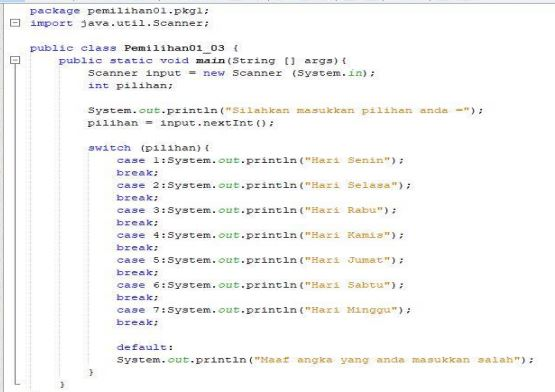 package pemilihan01.pkg1;
import java.util.Scanner;
public class Pemilihan01_03 {
public static void main(String [] args){
Scanner input = new Scanner (System.in);
int pilihan;
System.out.println("Silahkan masukkan pilihan anda =");
pilihan = input.nextInt();
switch (pilihan){
case 1:System.out.println("Hari Senin");
break;
case 2:System.out.println("Hari Selasa");
break;
case 3:System.out.println("Hari Rabu");
break;
case 4:System.out.println("Hari Kamis");
break;
case 5:System.out.println("Hari Jumat");
break;
case 6:System.out.println("Hari Sabtu");
break;
case 7:System.out.println("Hari Minggu");
break;
default:
System.out.println("Maaf angka yang anda masukkan salah");
}
}